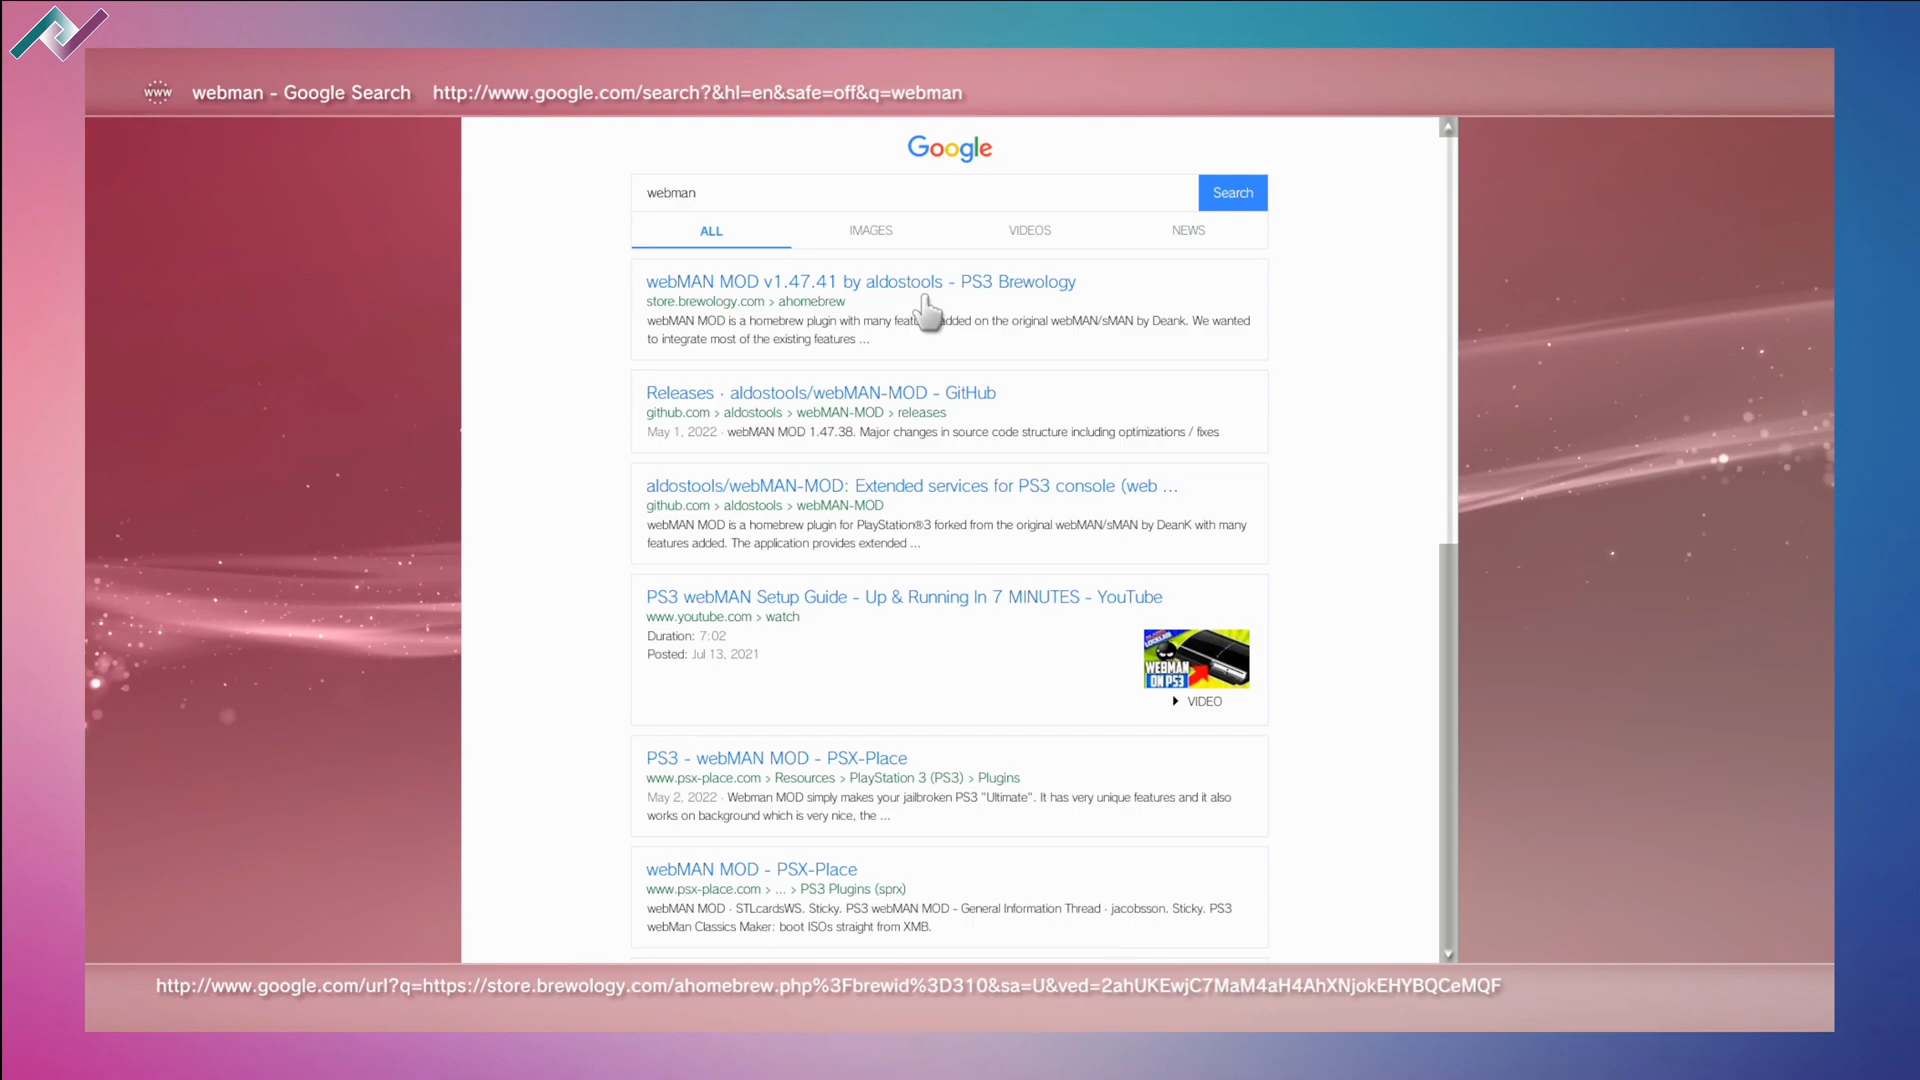 www webman - Google Search http://www.google.com/search?&hl=en&safe=off&q=webman
Google
webman Search
ALL IMAGES VIDEOS NEWS
webMAN MOD v1.47.41 by aldostools - PS3 Brewology
store.brewology.com › ahomebrew
webMAN MOD is a homebrew plugin with many added on the original webMAN/sMAN by Deank. We wanted
to integrate most of the existing features ...
Releases · aldostools/webMAN-MOD - GitHub
github.com › aldostools › webMAN-MOD › releases
May 1, 2022 · webMAN MOD 1.47.38. Major changes in source code structure including optimizations / fixes
aldostools/webMAN-MOD: Extended services for PS3 console (web ...
github.com › aldostools › webMAN-MOD
webMAN MOD is a homebrew plugin for PlayStation®3 forked from the original webMAN/sMAN by DeanK with many
features added. The application provides extended ...
PS3 webMAN Setup Guide - Up & Running In 7 MINUTES - YouTube
www.youtube.com › watch
Duration: 7:02
Posted: Jul 13, 2021
WEBMAN
ON PS3
VIDEO
PS3 - webMAN MOD - PSX-Place
www.psx-place.com › Resources › PlayStation 3 (PS3) › Plugins
May 2, 2022 · Webman MOD simply makes your jailbroken PS3 "Ultimate". It has very unique features and it also
works on background which is very nice, the ...
webMAN MOD - PSX-Place
www.psx-place.com › ... › PS3 Plugins (sprx)
webMAN MOD · STLcardsWS. Sticky. PS3 webMAN MOD - General Information Thread · jacobsson. Sticky. PS3
webMan Classics Maker: boot ISOs straight from XMB.
http://www.google.com/url?q=https://store.brewology.com/ahomebrew.php%3Fbrewid%3D310&sa=U&ved=2ahUKEwjC7MaM4aH4AhXNjokEHYBQCeMQF